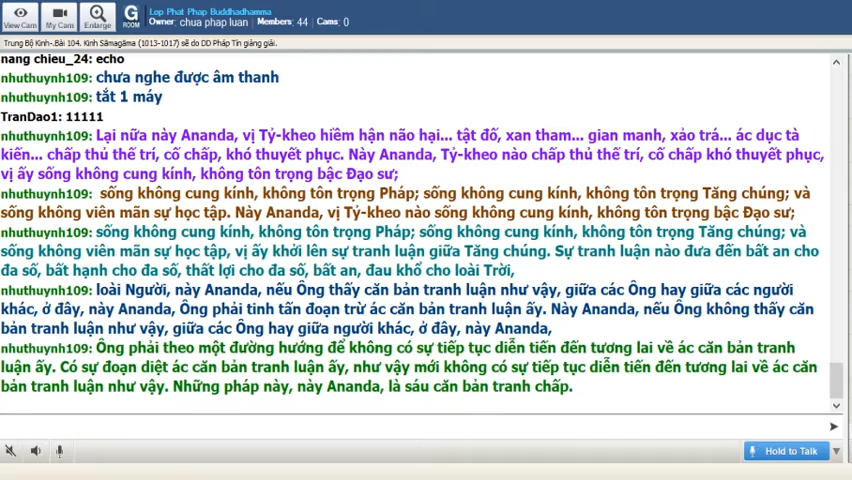 Lop Phat Phap Buddhadhamma
Owner: chua phap luan , Members: 44 , Cams: 0
View Cam My Cam Enlarge G ROOM
Trung Bộ Kinh-.Bài 104. Kinh Sâmagâma (1013-1017) sẽ do DD Pháp Tín giảng giải.
nang chieu_24: echo
nhuthuynh109: chưa nghe được âm thanh
nhuthuynh109: tắt 1 máy
TranDao1: 11111
nhuthuynh109: Lại nữa này Ananda, vị Tỷ-kheo hiềm hận não hại... tật đố, xan tham... gian manh, xảo trá... ác dục tà
kiến... chấp thủ thế trí, cố chấp, khó thuyết phục. Này Ananda, Tỷ-kheo nào chấp thủ thế trí, cố chấp khó thuyết phục,
vị ấy sống không cung kính, không tôn trọng bậc Đạo sư;
nhuthuynh109: sống không cung kính, không tôn trọng Pháp; sống không cung kính, không tôn trọng Tăng chúng; và
sống không viên mãn sự học tập. Này Ananda, vị Tỷ-kheo nào sống không cung kính, không tôn trọng bậc Đạo sư;
nhuthuynh109: sống không cung kính, không tôn trọng Pháp; sống không cung kính, không tôn trọng Tăng chúng; và
sống không viên mãn sự học tập, vị ấy khởi lên sự tranh luận giữa Tăng chúng. Sự tranh luận nào đưa đến bất an cho
đa số, bất hạnh cho đa số, thất lợi cho đa số, bất an, đau khổ cho loài Trời,
nhuthuynh109: loài Người, này Ananda, nếu Ông thấy căn bản tranh luận như vậy, giữa các Ông hay giữa các người
khác, ở đây, này Ananda, Ông phải tinh tấn đoạn trừ ác căn bản tranh luận ấy. Này Ananda, nếu Ông không thấy căn
bản tranh luận như vậy, giữa các Ông hay giữa người khác, ở đây, này Ananda,
nhuthuynh109: Ông phải theo một đường hướng để không có sự tiếp tục diễn tiến đến tương lai về ác căn bản tranh
luận ấy. Có sự đoạn diệt ác căn bản tranh luận ấy, như vậy mới không có sự tiếp tục diễn tiến đến tương lai về ác căn
bản tranh luận như vậy. Những pháp này, này Ananda, là sáu căn bản tranh chấp.
Hold to Talk